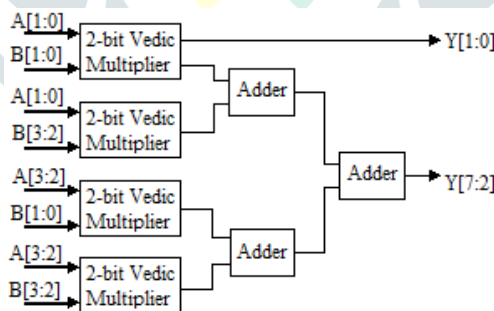 A[1:0]
B[1:0]
2-bit Vedic
Multiplier
Y[1:0]
A[1:0]
B[3:2]
2-bit Vedic
Multiplier
Adder
A[3:2]
B[1:0]
2-bit Vedic
Multiplier
Adder
Y[7:2]
A[3:2]
B[3:2]
2-bit Vedic
Multiplier
Adder